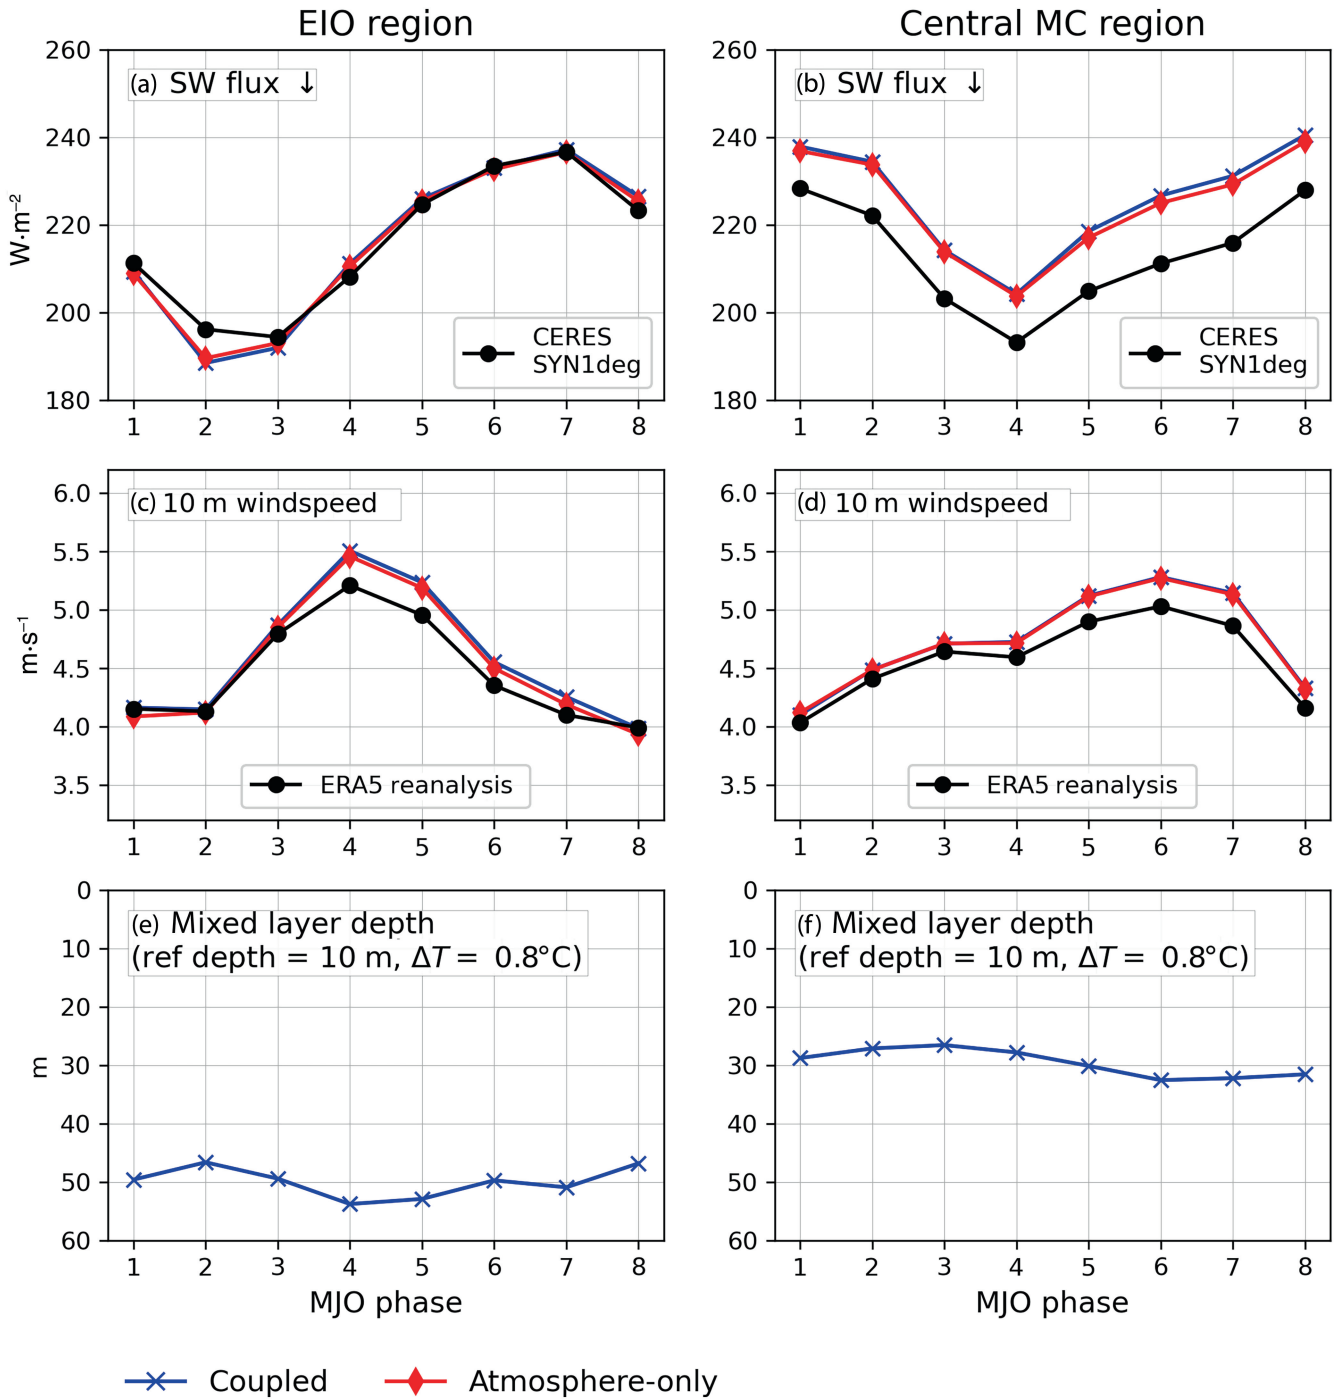 EIO region
Central MC region
(a) SW flux ↓
(b) SW flux ↓
260
240
220
200
180
W·m⁻²
CERES
SYN1deg
1 2 3 4 5 6 7 8
260
240
220
200
180
CERES
SYN1deg
1 2 3 4 5 6 7 8
(c) 10 m windspeed
6.0
5.5
5.0
4.5
4.0
3.5
m·s⁻¹
ERA5 reanalysis
1 2 3 4 5 6 7 8
(d) 10 m windspeed
6.0
5.5
5.0
4.5
4.0
3.5
ERA5 reanalysis
1 2 3 4 5 6 7 8
(e) Mixed layer depth
(ref depth = 10 m, ΔT = 0.8°C)
0
10
20
30
40
50
60
m
1 2 3 4 5 6 7 8
MJO phase
(f) Mixed layer depth
(ref depth = 10 m, ΔT = 0.8°C)
0
10
20
30
40
50
60
1 2 3 4 5 6 7 8
MJO phase
Coupled
Atmosphere-only